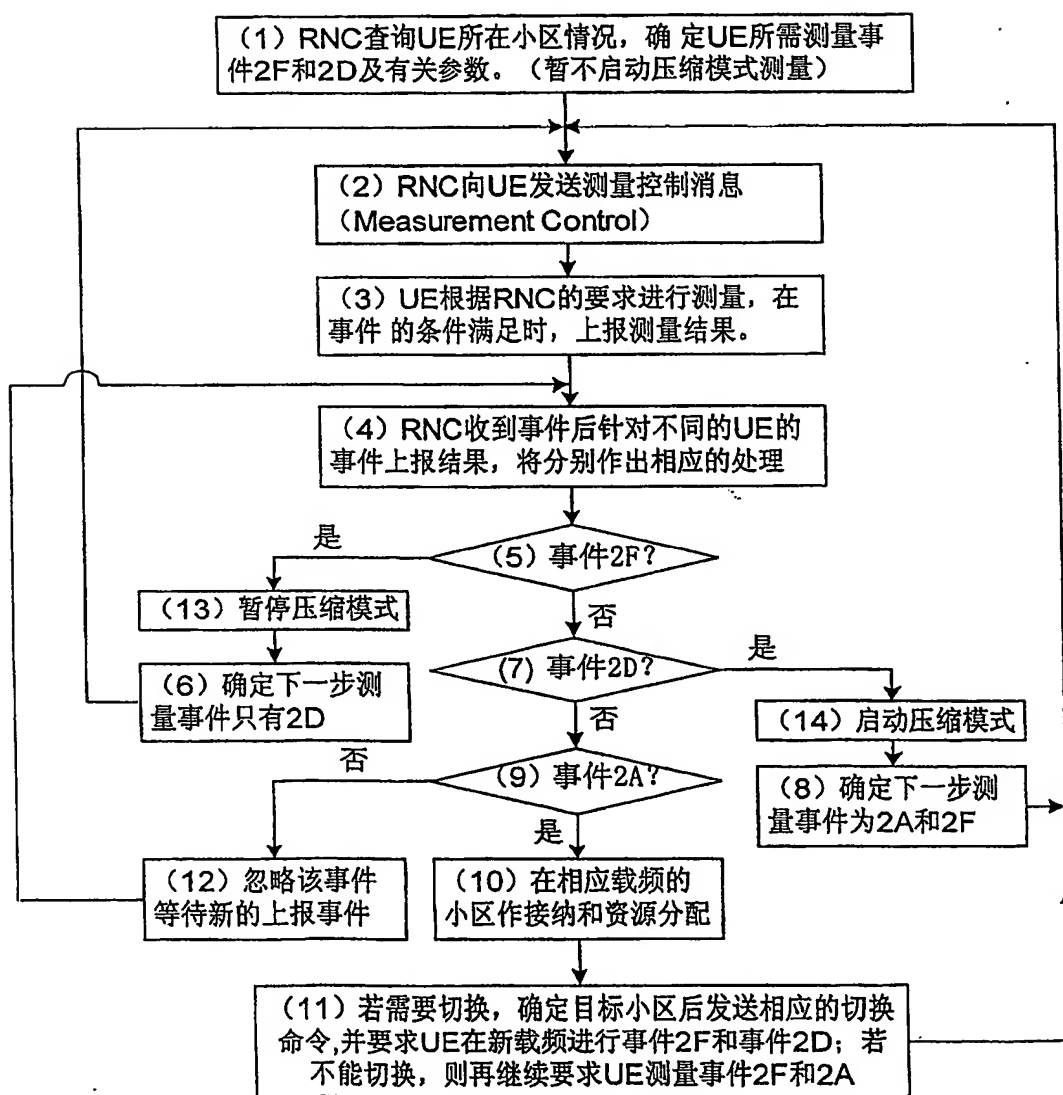 （1）RNC查询UE所在小区情况，确 定UE所需测量事
件2F和2D及有关参数。（暂不启动压缩模式测量）
（2）RNC向UE发送测量控制消息
（Measurement Control）
（3）UE根据RNC的要求进行测量，在
事件 的条件满足时，上报测量结果。
（4）RNC收到事件后针对不同的UE的
事件上报结果，将分别作出相应的处理
是
（5）事件2F？
（13）暂停压缩模式
否
（6）确定下一步测
量事件只有2D
(7) 事件2D？
是
（14）启动压缩模式
否
否
(9) 事件2A？
（8）确定下一步测
量事件为2A和2F
是
（12）忽略该事件
等待新的上报事件
（10）在相应载频的
小区作接纳和资源分配
（11）若需要切换，确定目标小区后发送相应的切换
命令,并要求UE在新载频进行事件2F和事件2D；若
不能切换，则再继续要求UE测量事件2F和2A